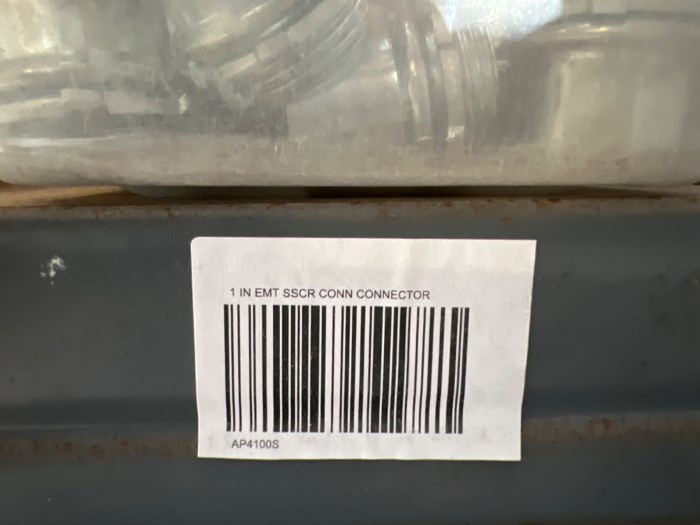 1 IN EMT SSCR CONN CONNECTOR
AP4100S